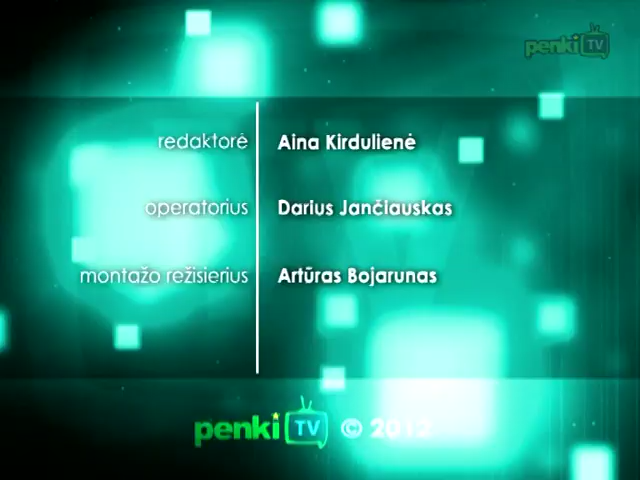 penki TV
redaktorė Aina Kirdulienė
operatorius Darius Jančiauskas
montažo režisierius Artūras Bojarunas
penki TV © 2012